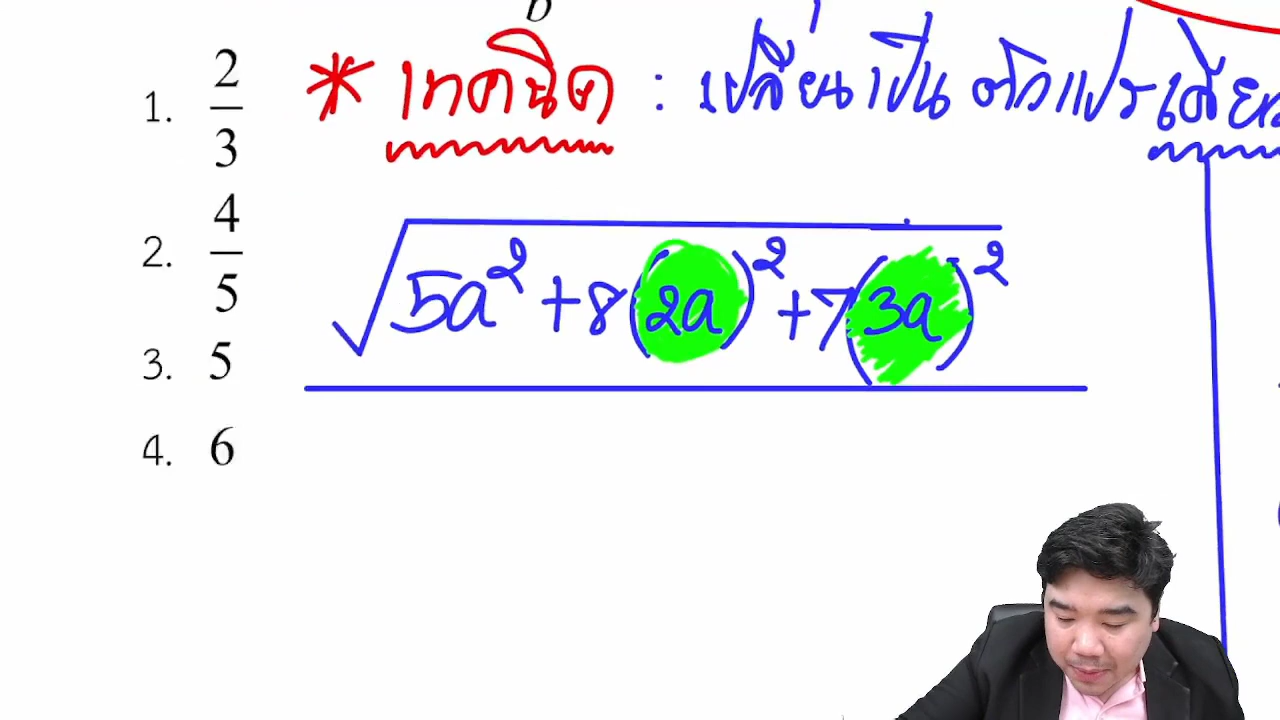 b
* เทคนิค : เปลี่ยนเป็น ตัวแปรเดียว
1. 2/3
2. 4/5
3. 5
4. 6
√(5a²+8(2a)²+7(3a)²)